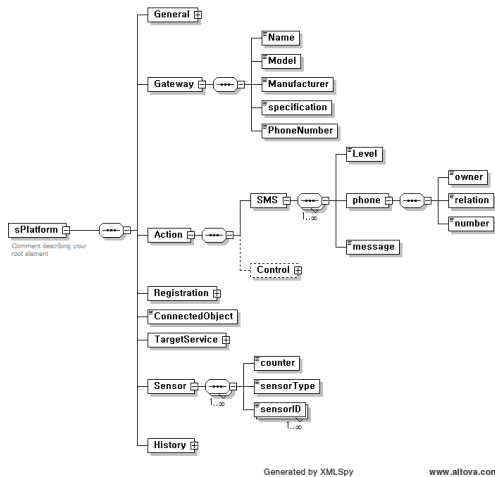 General
Name
Model
Gateway
Manufacturer
specification
PhoneNumber
Level
owner
SMS
phone
relation
1..∞
number
sPlatform
Action
message
Comment describing your
root element
Control
Registration
ConnectedObject
TargetService
counter
Sensor
sensorType
1..∞
sensorID
1..∞
History
Generated by XMLSpy
www.altova.com